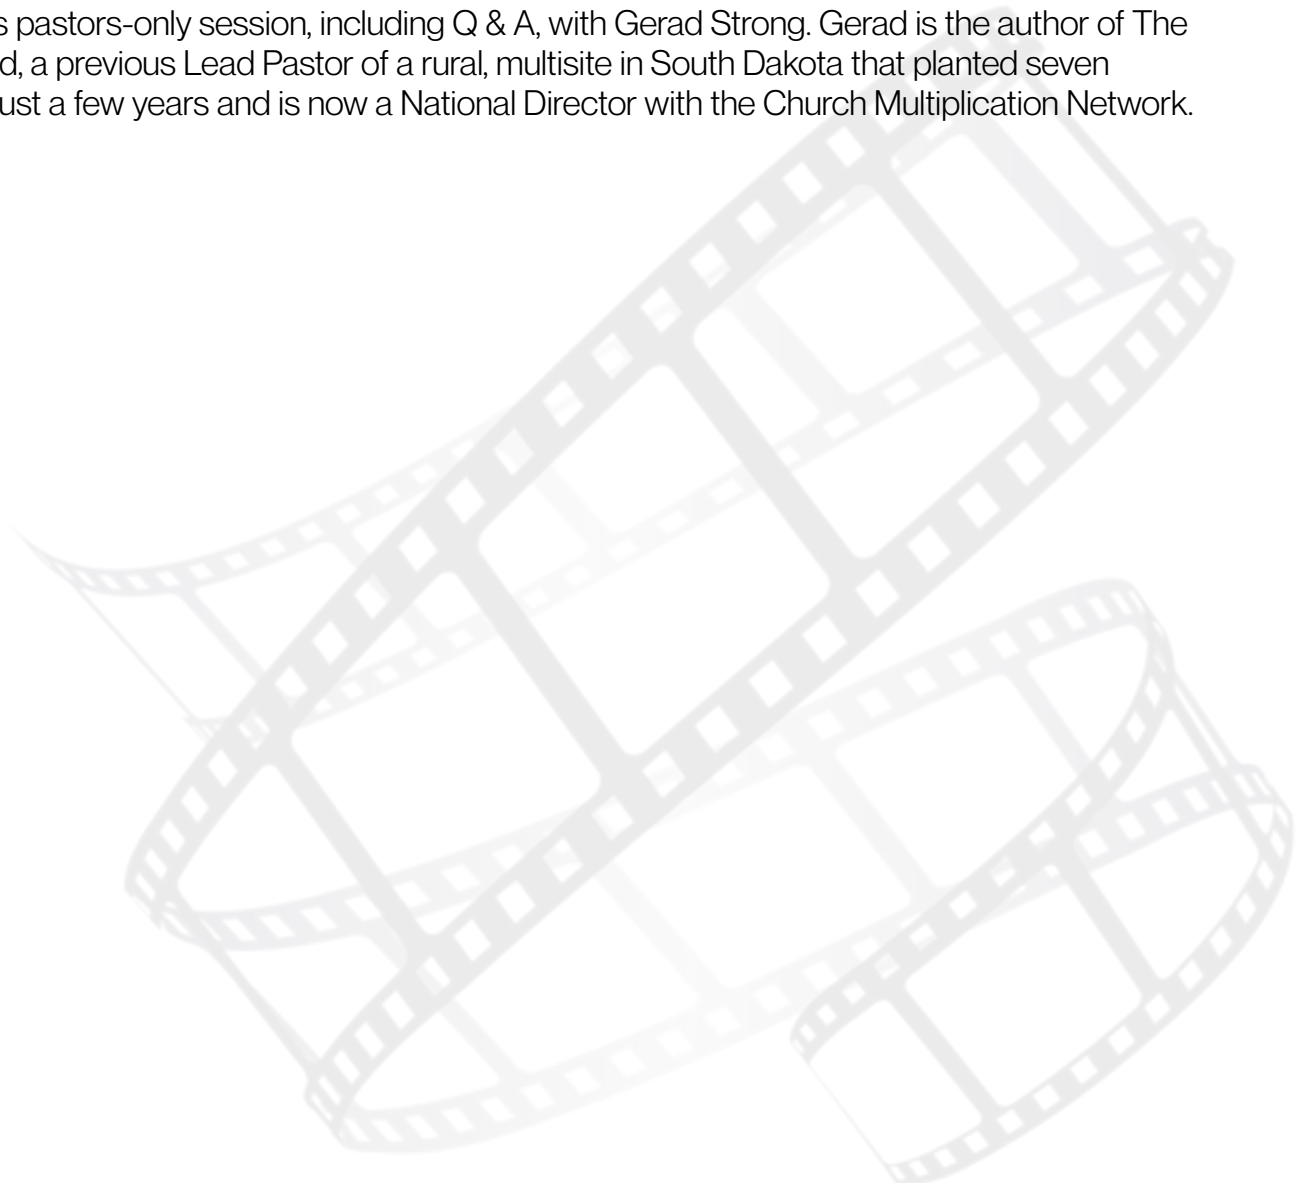 s pastors-only session, including Q & A, with Gerad Strong. Gerad is the author of The
d, a previous Lead Pastor of a rural, multisite in South Dakota that planted seven
ust a few years and is now a National Director with the Church Multiplication Network.